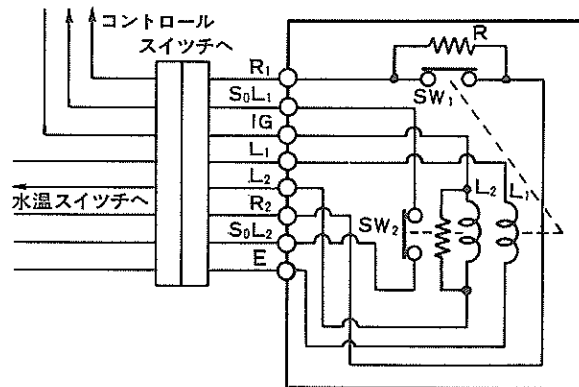 コントロール
スイッチへ
R₁
S₀L₁
IG
L₁
L₂
水温スイッチへ
R₂
S₀L₂
E
R
SW₁
L₂
L₁
SW₂